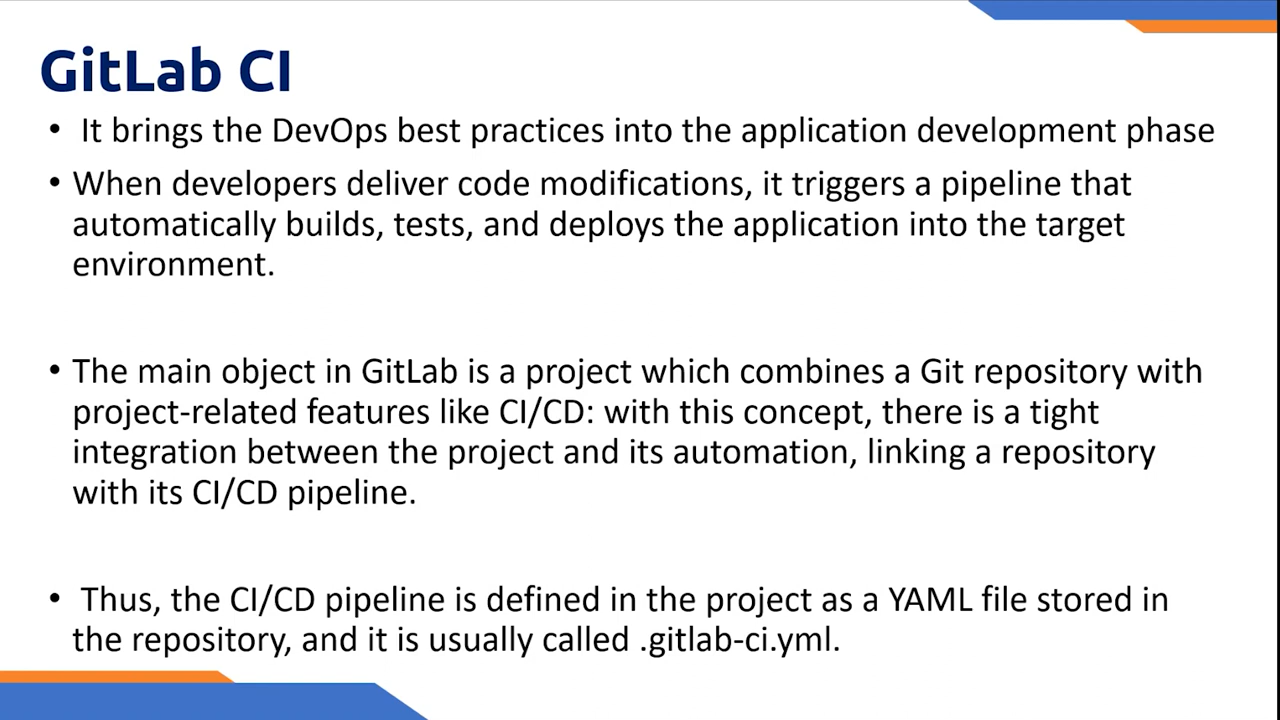 GitLab CI
• It brings the DevOps best practices into the application development phase
• When developers deliver code modifications, it triggers a pipeline that
automatically builds, tests, and deploys the application into the target
environment.
• The main object in GitLab is a project which combines a Git repository with
project-related features like CI/CD: with this concept, there is a tight
integration between the project and its automation, linking a repository
with its CI/CD pipeline.
• Thus, the CI/CD pipeline is defined in the project as a YAML file stored in
the repository, and it is usually called .gitlab-ci.yml.